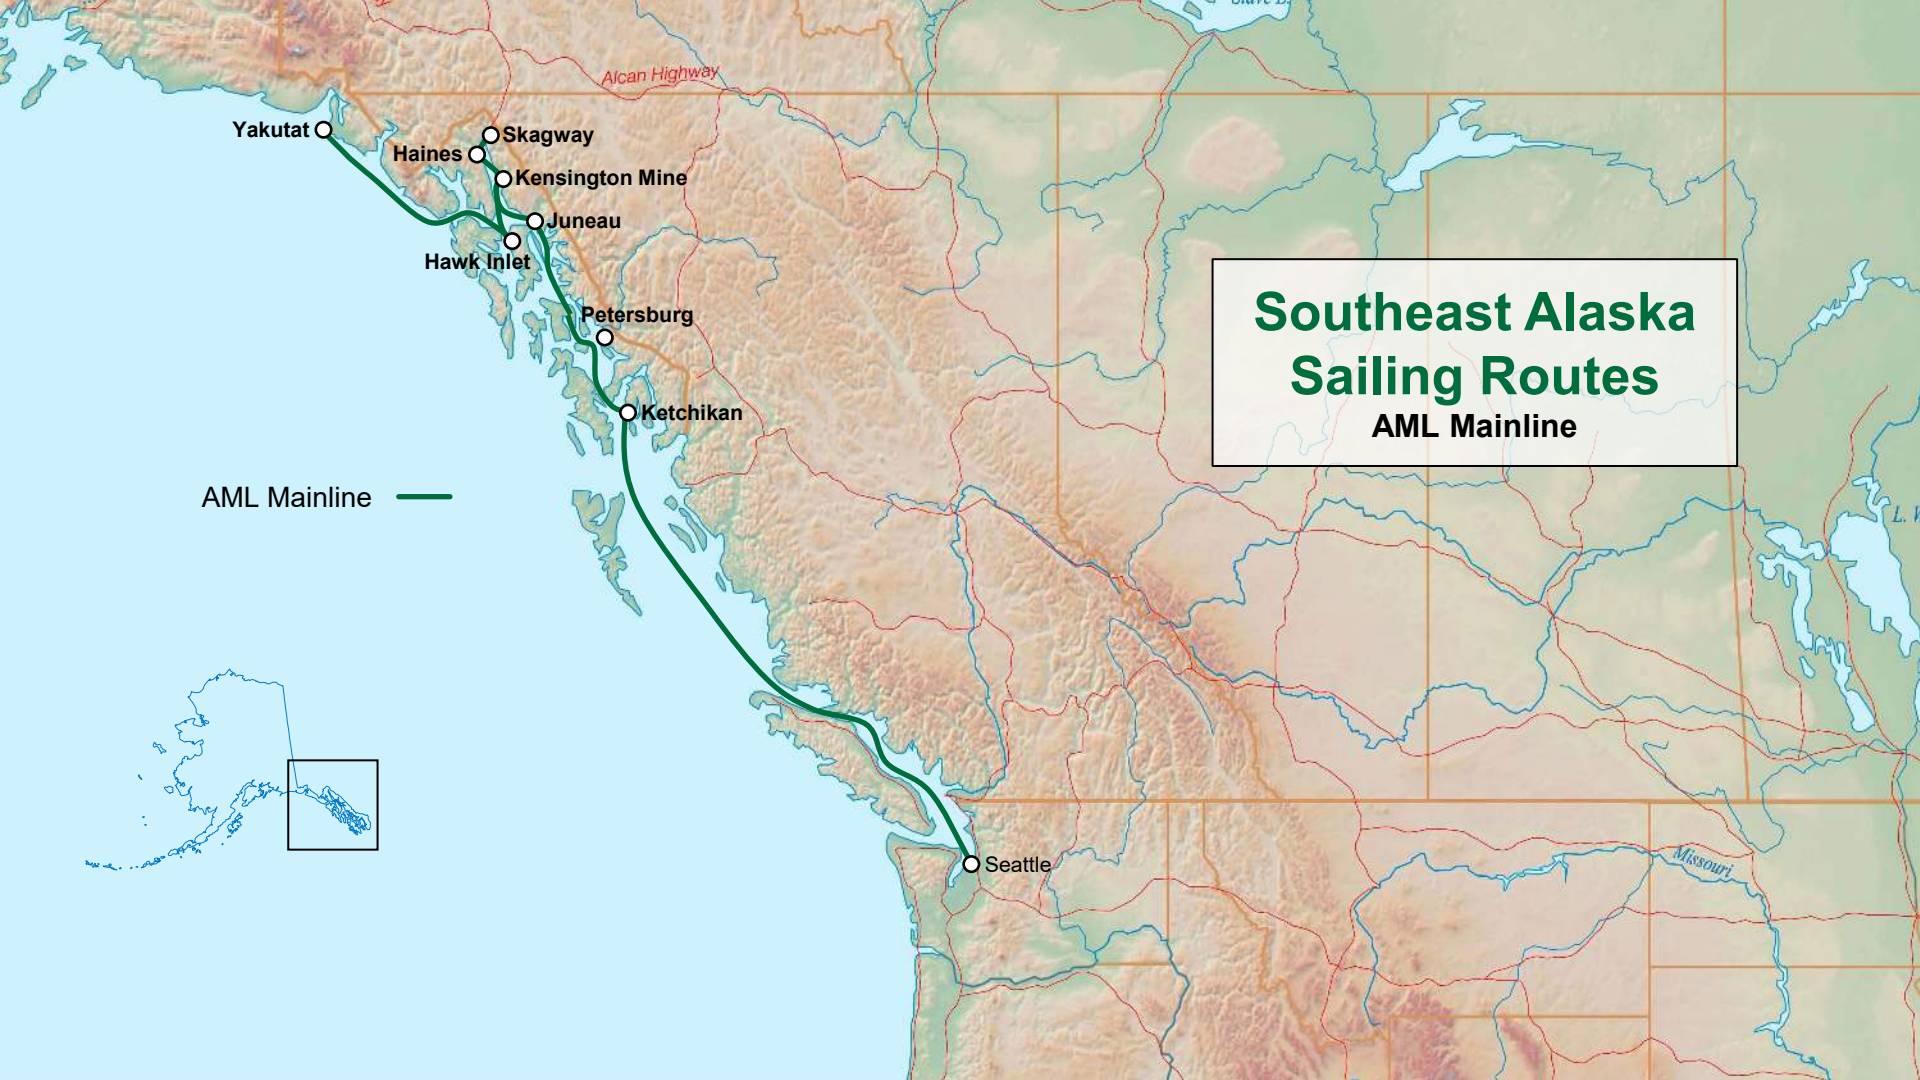 Alcan Highway
Yakutat
Skagway
Haines
Kensington Mine
Juneau
Hawk Inlet
Petersburg
Southeast Alaska
Sailing Routes
AML Mainline
Ketchikan
AML Mainline
Seattle
Missouri